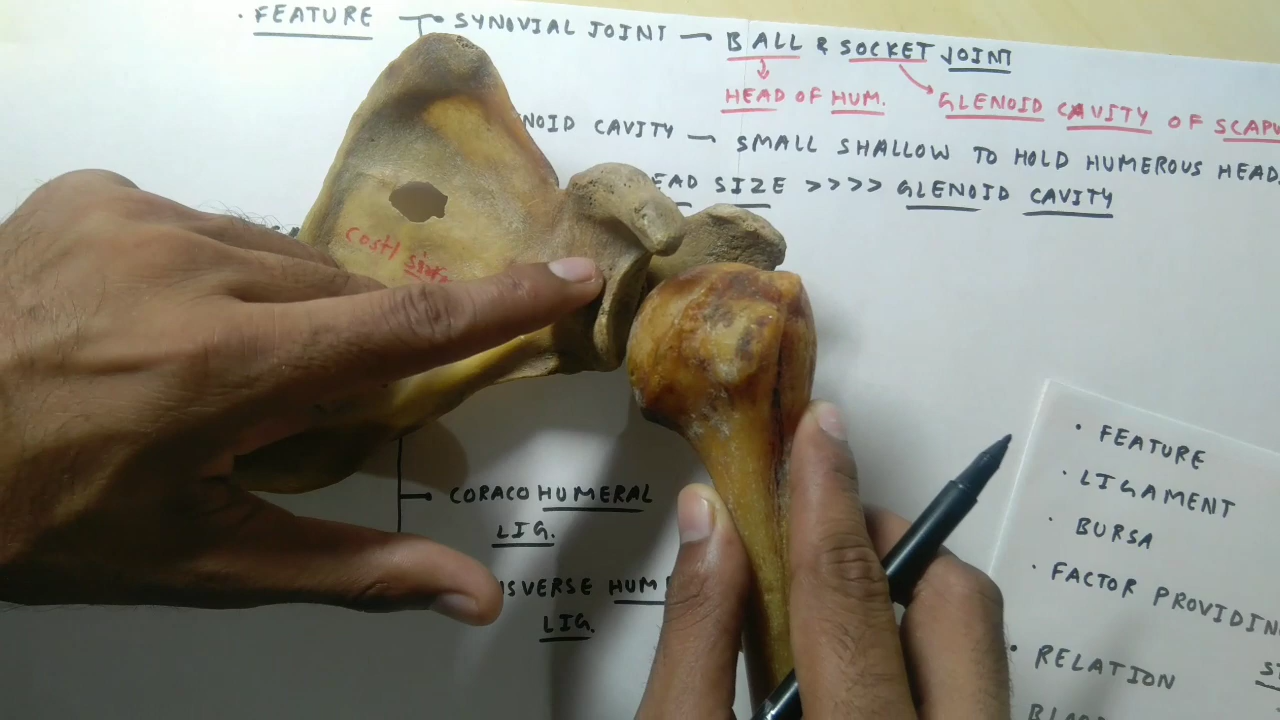 · FEATURE → SYNOVIAL JOINT — BALL & SOCKET JOINT
HEAD OF HUM. GLENOID CAVITY OF SCAPU
NOID CAVITY — SMALL SHALLOW TO HOLD HUMEROUS HEAD.
EAD SIZE >>>> GLENOID CAVITY
costl
CORACO HUMERAL
LIG.
SVERSE HUM
LIG.
· FEATURE
· LIGAMENT
· BURSA
· FACTOR PROVIDIN
· RELATION